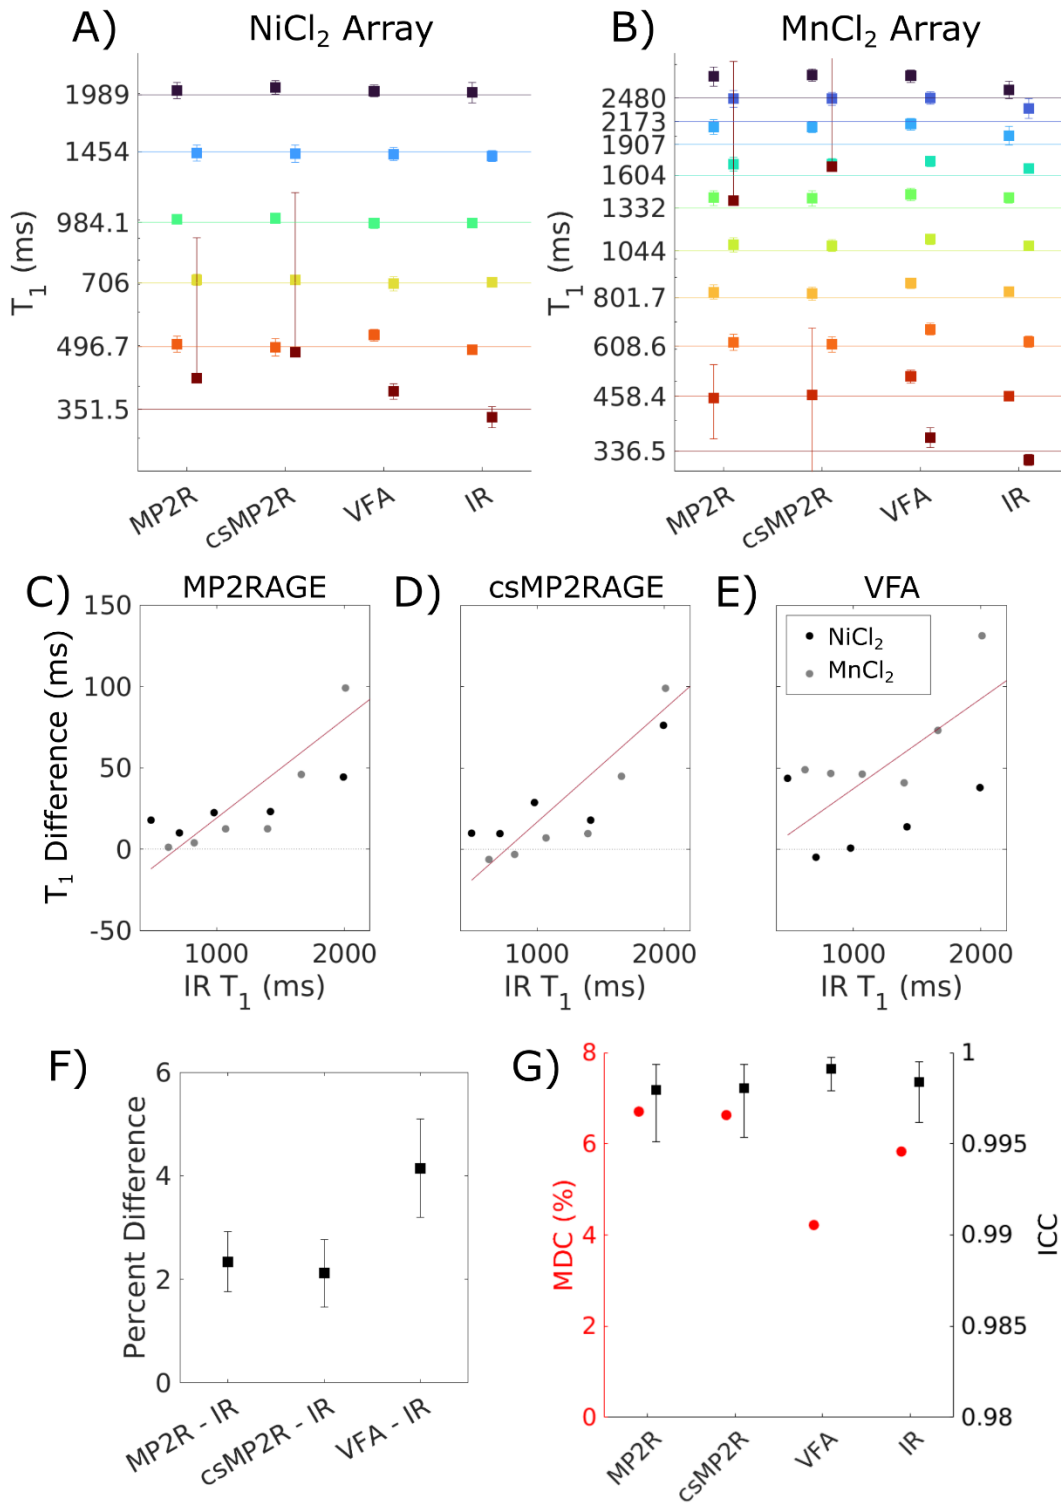 A) NiCl₂ Array
B) MnCl₂ Array
T₁ (ms)
1989
1454
984.1
706
496.7
351.5
MP2R
csMP2R
VFA
IR
T₁ (ms)
2480
2173
1907
1604
1332
1044
801.7
608.6
458.4
336.5
MP2R
csMP2R
VFA
IR
C) MP2RAGE
D) csMP2RAGE
E) VFA
T₁ Difference (ms)
150
100
50
0
-50
1000 2000
IR T₁ (ms)
1000 2000
IR T₁ (ms)
NiCl₂
MnCl₂
1000 2000
IR T₁ (ms)
F)
Percent Difference
6
4
2
0
MP2R - IR
csMP2R - IR
VFA - IR
G)
MDC (%)
8
6
4
2
0
MP2R
csMP2R
VFA
IR
1
0.995
0.99
0.985
0.98
ICC